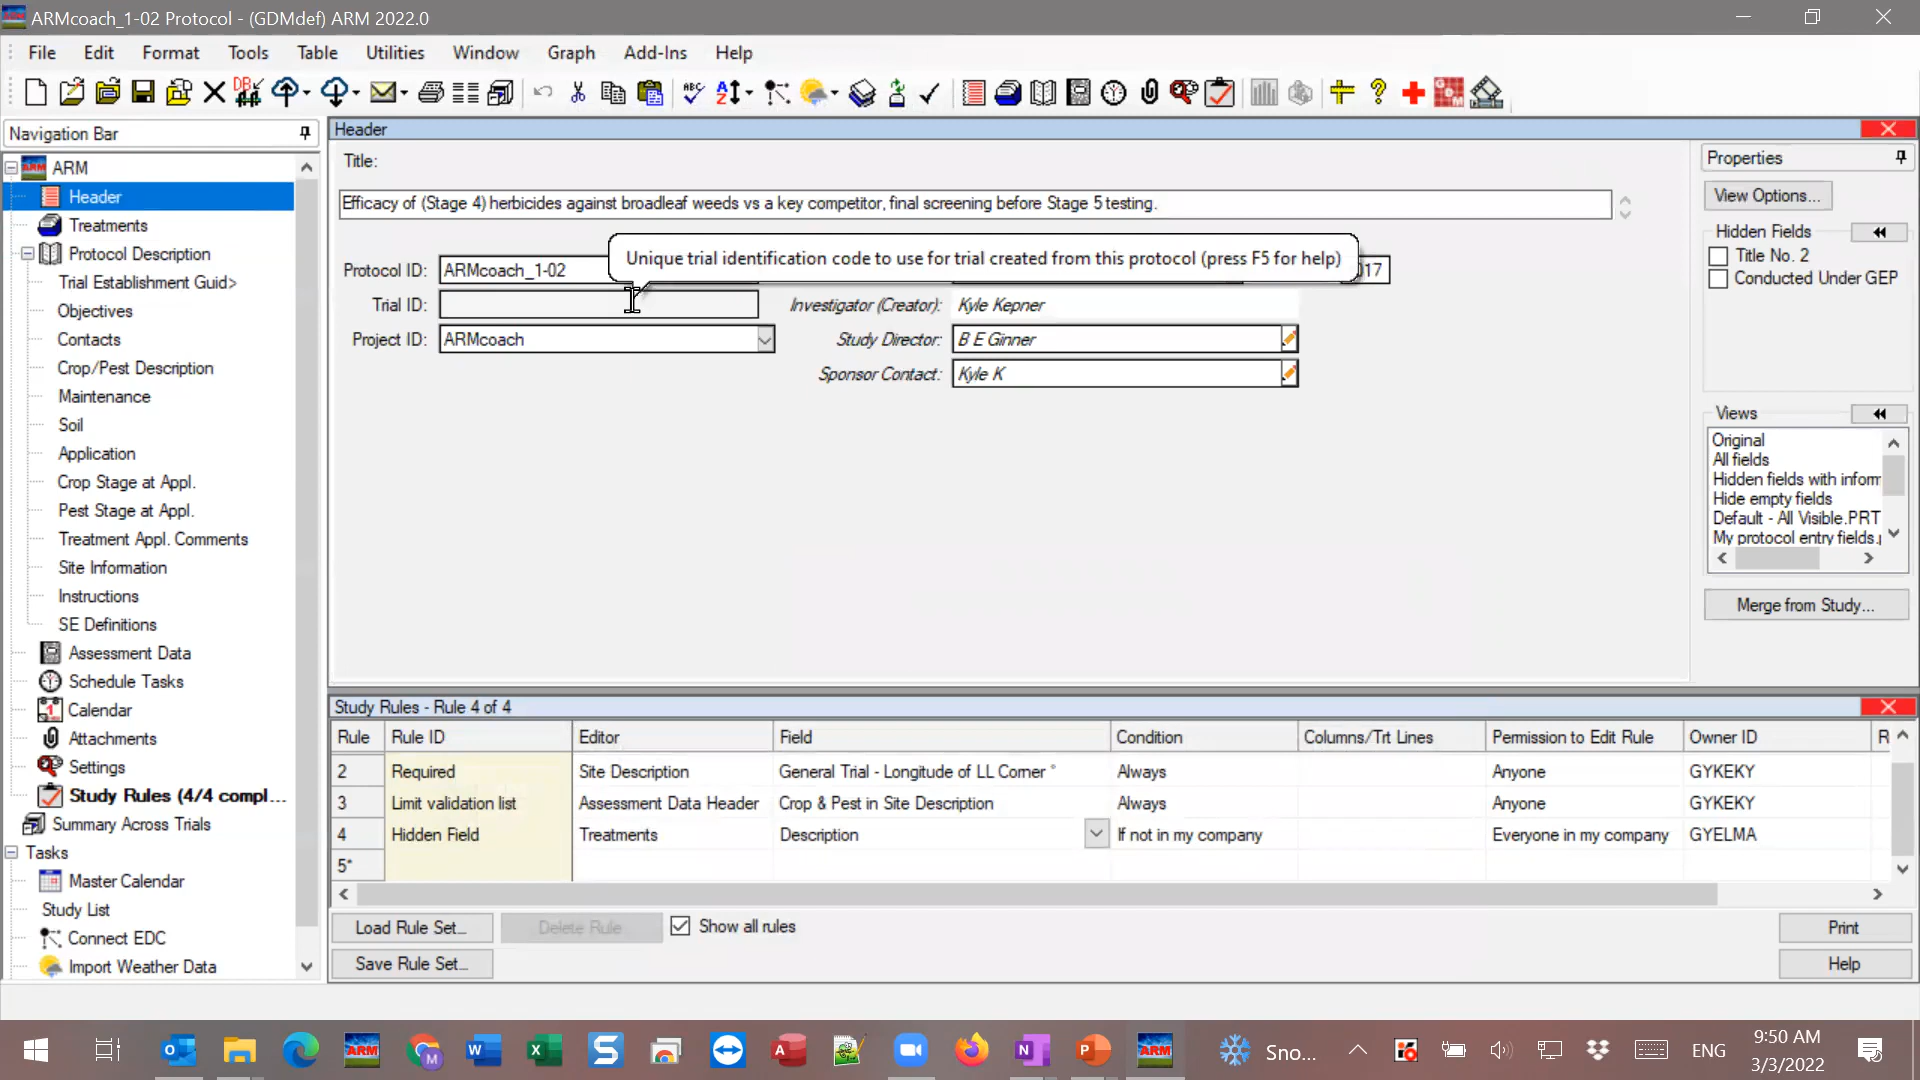 ARMcoach_1-02 Protocol - (GDMdef) ARM 2022.0
File Edit Format Tools Table Utilities Window Graph Add-Ins Help
Navigation Bar
ARM
Header
Treatments
Protocol Description
Trial Establishment Guid>
Objectives
Contacts
Crop/Pest Description
Maintenance
Soil
Application
Crop Stage at Appl.
Pest Stage at Appl.
Treatment Appl. Comments
Site Information
Instructions
SE Definitions
Assessment Data
Schedule Tasks
Calendar
Attachments
Settings
Study Rules (4/4 compl...
Summary Across Trials
Tasks
Master Calendar
Study List
Connect EDC
Import Weather Data
Header
Title:
Efficacy of (Stage 4) herbicides against broadleaf weeds vs a key competitor, final screening before Stage 5 testing.
Unique trial identification code to use for trial created from this protocol (press F5 for help)
Protocol ID: ARMcoach_1-02 17
Trial ID: Investigator (Creator): Kyle Kepner
Project ID: ARMcoach Study Director: B E Ginner
Sponsor Contact: Kyle K
Properties
View Options...
Hidden Fields
Title No. 2
Conducted Under GEP
Views
Original
All fields
Hidden fields with inform
Hide empty fields
Default - All Visible.PRT
My protocol entry fields.
Merge from Study...
Study Rules - Rule 4 of 4
Rule Rule ID Editor Field Condition Columns/Trt Lines Permission to Edit Rule Owner ID R
2 Required Site Description General Trial - Longitude of LL Corner ° Always Anyone GYKEKY
3 Limit validation list Assessment Data Header Crop & Pest in Site Description Always Anyone GYKEKY
4 Hidden Field Treatments Description If not in my company Everyone in my company GYELMA
5*
Load Rule Set... Delete Rule Show all rules Print
Save Rule Set... Help
Sno... ENG 9:50 AM
3/3/2022